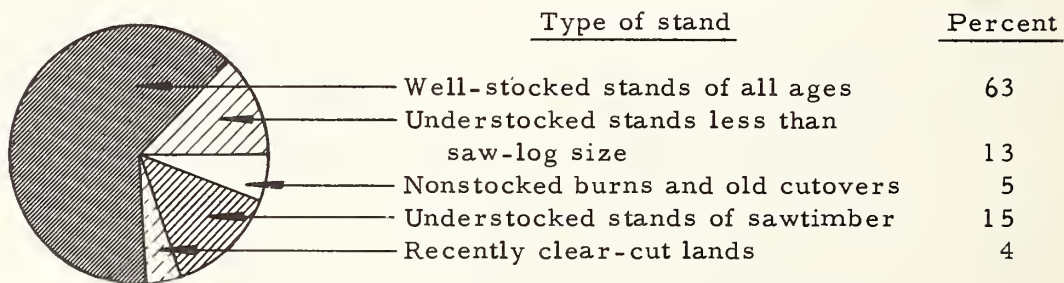 Type of stand Percent
Well-stocked stands of all ages 63
Understocked stands less than
saw-log size 13
Nonstocked burns and old cutovers 5
Understocked stands of sawtimber 15
Recently clear-cut lands 4